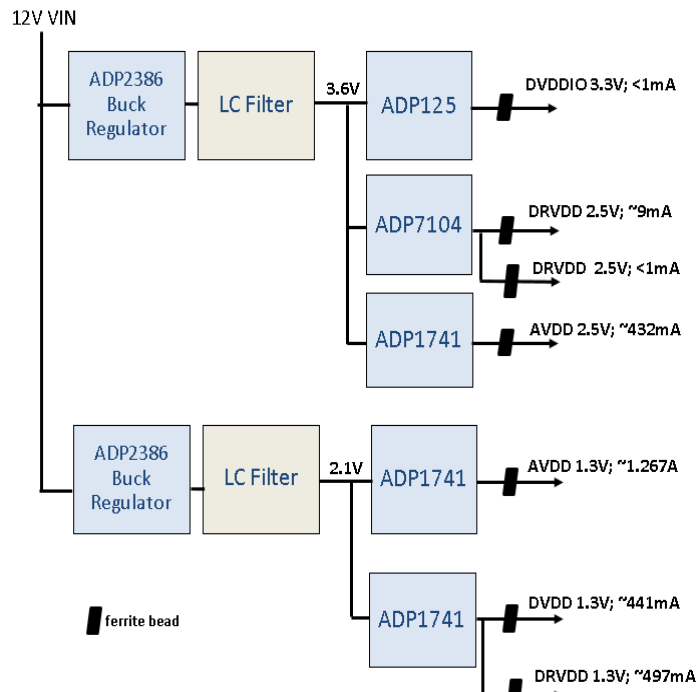 12V VIN
ADP2386
Buck
Regulator
LC Filter
3.6V
ADP125
DVDDIO 3.3V; <1mA
ADP7104
DRVDD 2.5V; ~9mA
DRVDD 2.5V; <1mA
ADP1741
AVDD 2.5V; ~432mA
ADP2386
Buck
Regulator
LC Filter
2.1V
ADP1741
AVDD 1.3V; ~1.267A
ADP1741
DVDD 1.3V; ~441mA
ferrite bead
DRVDD 1.3V; ~497mA